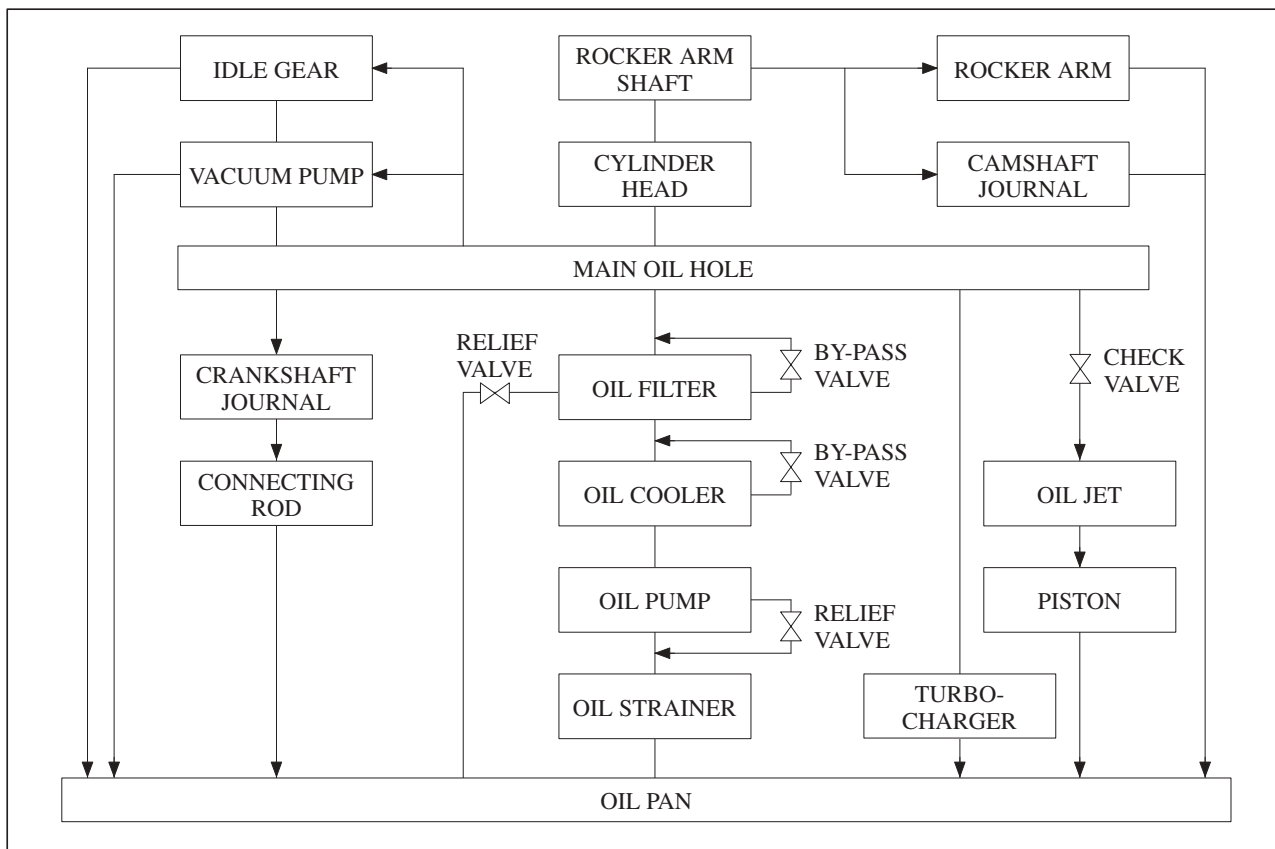 IDLE GEAR
ROCKER ARM
SHAFT
ROCKER ARM
VACUUM PUMP
CYLINDER
HEAD
CAMSHAFT
JOURNAL
MAIN OIL HOLE
RELIEF
VALVE
BY-PASS
VALVE
CHECK
VALVE
CRANKSHAFT
JOURNAL
OIL FILTER
BY-PASS
VALVE
CONNECTING
ROD
OIL COOLER
OIL JET
OIL PUMP
RELIEF
VALVE
PISTON
OIL STRAINER
TURBO-
CHARGER
OIL PAN